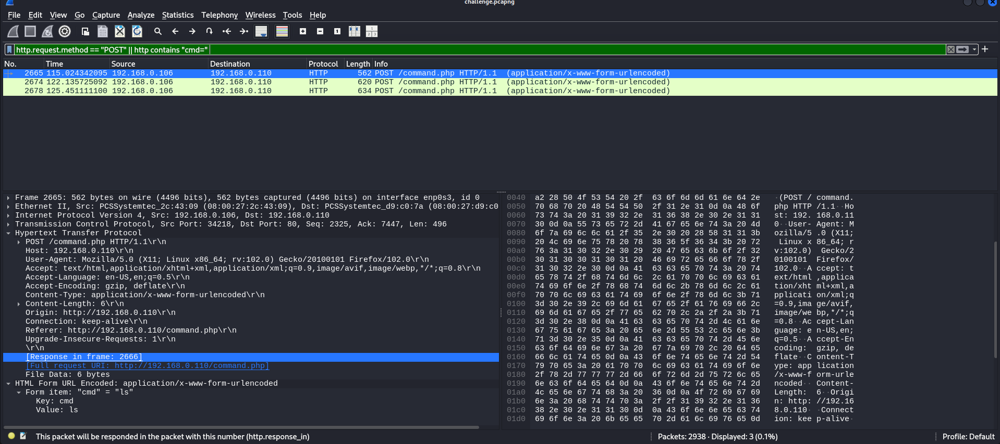 challenge.pcapng
File Edit View Go Capture Analyze Statistics Telephony Wireless Tools Help
http.request.method == "POST" || http contains "cmd="
No. Time Source Destination Protocol Length Info
2665 115.024342095 192.168.0.106 192.168.0.110 HTTP 562 POST /command.php HTTP/1.1 (application/x-www-form-urlencoded)
2674 122.135725092 192.168.0.106 192.168.0.110 HTTP 620 POST /command.php HTTP/1.1 (application/x-www-form-urlencoded)
2678 125.451111100 192.168.0.106 192.168.0.110 HTTP 634 POST /command.php HTTP/1.1 (application/x-www-form-urlencoded)
Frame 2665: 562 bytes on wire (4496 bits), 562 bytes captured (4496 bits) on interface enp0s3, id 0
Ethernet II, Src: PCSSystemtec_2c:43:09 (08:00:27:2c:43:09), Dst: PCSSystemtec_d9:c0:7a (08:00:27:d9:c0
Internet Protocol Version 4, Src: 192.168.0.106, Dst: 192.168.0.110
Transmission Control Protocol, Src Port: 34218, Dst Port: 80, Seq: 2325, Ack: 7447, Len: 496
Hypertext Transfer Protocol
POST /command.php HTTP/1.1\r\n
Host: 192.168.0.110\r\n
User-Agent: Mozilla/5.0 (X11; Linux x86_64; rv:102.0) Gecko/20100101 Firefox/102.0\r\n
Accept: text/html,application/xhtml+xml,application/xml;q=0.9,image/avif,image/webp,*/*;q=0.8\r\n
Accept-Language: en-US,en;q=0.5\r\n
Accept-Encoding: gzip, deflate\r\n
Content-Type: application/x-www-form-urlencoded\r\n
Content-Length: 6\r\n
Origin: http://192.168.0.110\r\n
Connection: keep-alive\r\n
Referer: http://192.168.0.110/command.php\r\n
Upgrade-Insecure-Requests: 1\r\n
\r\n
[Response in frame: 2666]
[Full request URI: http://192.168.0.110/command.php]
File Data: 6 bytes
HTML Form URL Encoded: application/x-www-form-urlencoded
Form item: "cmd" = "ls"
Key: cmd
Value: ls
0040 a2 28 50 4f 53 54 20 2f 63 6f 6d 6d 61 6e 64 2e ·(POST / command.
0050 70 68 70 20 48 54 54 50 2f 31 2e 31 0d 0a 48 6f php HTTP /1.1··Ho
0060 73 74 3a 20 31 39 32 2e 31 36 38 2e 30 2e 31 31 st: 192. 168.0.11
0070 30 0d 0a 55 73 65 72 2d 41 67 65 6e 74 3a 20 4d 0··User- Agent: M
0080 6f 7a 69 6c 6c 61 2f 35 2e 30 20 28 58 31 31 3b ozilla/5 .0 (X11;
0090 20 4c 69 6e 75 78 20 78 38 36 5f 36 34 3b 20 72 Linux x 86_64; r
00a0 76 3a 31 30 32 2e 30 29 20 47 65 63 6b 6f 2f 32 v:102.0) Gecko/2
00b0 30 31 30 30 31 30 31 20 46 69 72 65 66 6f 78 2f 0100101 Firefox/
00c0 31 30 32 2e 30 0d 0a 41 63 63 65 70 74 3a 20 74 102.0··A ccept: t
00d0 65 78 74 2f 68 74 6d 6c 2c 61 70 70 6c 69 63 61 ext/html ,applica
00e0 74 69 6f 6e 2f 78 68 74 6d 6c 2b 78 6d 6c 2c 61 tion/xht ml+xml,a
00f0 70 70 6c 69 63 61 74 69 6f 6e 2f 78 6d 6c 3b 71 pplicati on/xml;q
0100 3d 30 2e 39 2c 69 6d 61 67 65 2f 61 76 69 66 2c =0.9,ima ge/avif,
0110 69 6d 61 67 65 2f 77 65 62 70 2c 2a 2f 2a 3b 71 image/we bp,*/*;q
0120 3d 30 2e 38 0d 0a 41 63 63 65 70 74 2d 4c 61 6e =0.8··Ac cept-Lan
0130 67 75 61 67 65 3a 20 65 6e 2d 55 53 2c 65 6e 3b guage: e n-US,en;
0140 71 3d 30 2e 35 0d 0a 41 63 63 65 70 74 2d 45 6e q=0.5··A ccept-En
0150 63 6f 64 69 6e 67 3a 20 67 7a 69 70 2c 20 64 65 coding: gzip, de
0160 66 6c 61 74 65 0d 0a 43 6f 6e 74 65 6e 74 2d 54 flate··C ontent-T
0170 79 70 65 3a 20 61 70 70 6c 69 63 61 74 69 6f 6e ype: app lication
0180 2f 78 2d 77 77 77 2d 66 6f 72 6d 2d 75 72 6c 65 /x-www-f orm-urle
0190 6e 63 6f 64 65 64 0d 0a 43 6f 6e 74 65 6e 74 2d ncoded·· Content-
01a0 4c 65 6e 67 74 68 3a 20 36 0d 0a 4f 72 69 67 69 Length: 6··Origi
01b0 6e 3a 20 68 74 74 70 3a 2f 2f 31 39 32 2e 31 36 n: http: //192.16
01c0 38 2e 30 2e 31 31 30 0d 0a 43 6f 6e 6e 65 63 74 8.0.110· ·Connect
01d0 69 6f 6e 3a 20 6b 65 65 70 2d 61 6c 69 76 65 0d ion: kee p-alive·
This packet will be responded in the packet with this number (http.response_in)
Packets: 2938 · Displayed: 3 (0.1%)
Profile: Default